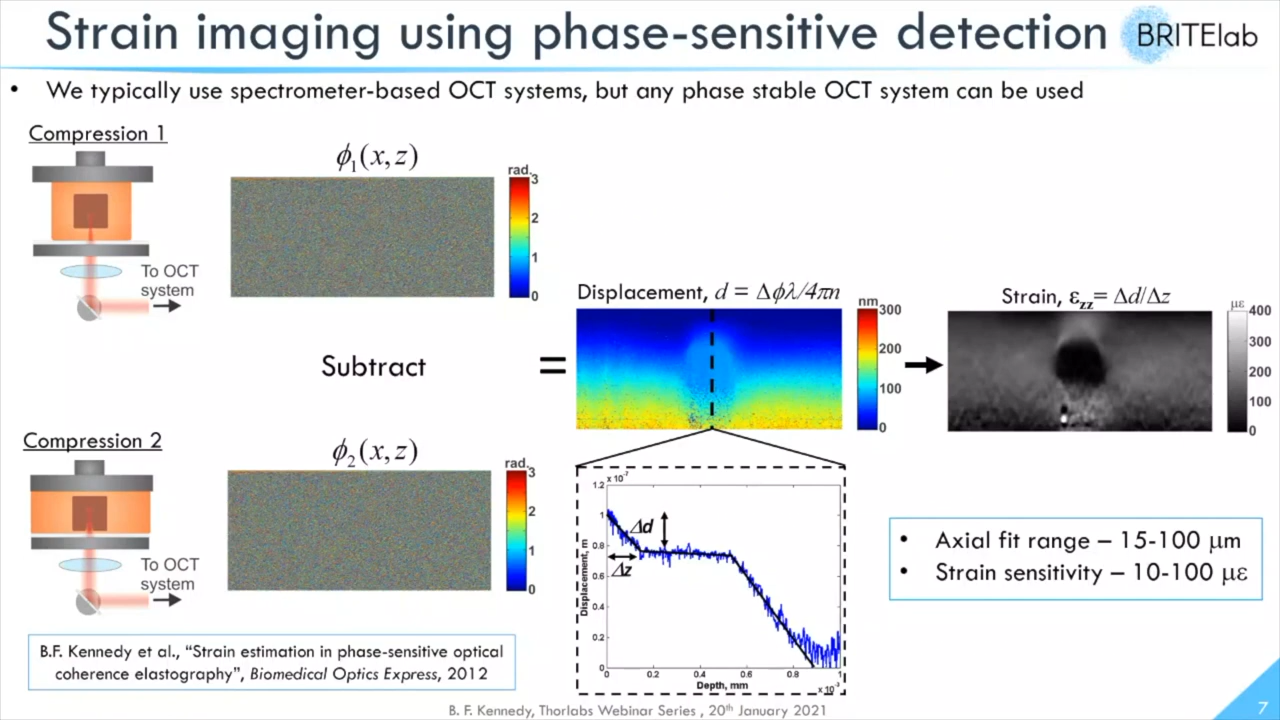 Strain imaging using phase-sensitive detection
BRITElab
• We typically use spectrometer-based OCT systems, but any phase stable OCT system can be used
Compression 1
ϕ₁(x, z)
rad.
3
2
1
0
To OCT
system
Subtract
=
Displacement, d = Δϕλ/4πn
nm
300
200
100
0
Strain, εzz= Δd/Δz
με
400
300
200
100
0
Compression 2
ϕ₂(x, z)
rad.
3
2
1
0
To OCT
system
x 10⁻⁷
1.2
1
0.8
0.6
0.4
0.2
0
Displacement, m
Δd
Δz
0 0.2 0.4 0.6 0.8 1
Depth, mm
x 10⁻³
• Axial fit range – 15-100 μm
• Strain sensitivity – 10-100 με
B.F. Kennedy et al., “Strain estimation in phase-sensitive optical
coherence elastography”, Biomedical Optics Express, 2012
B. F. Kennedy, Thorlabs Webinar Series , 20th January 2021
7